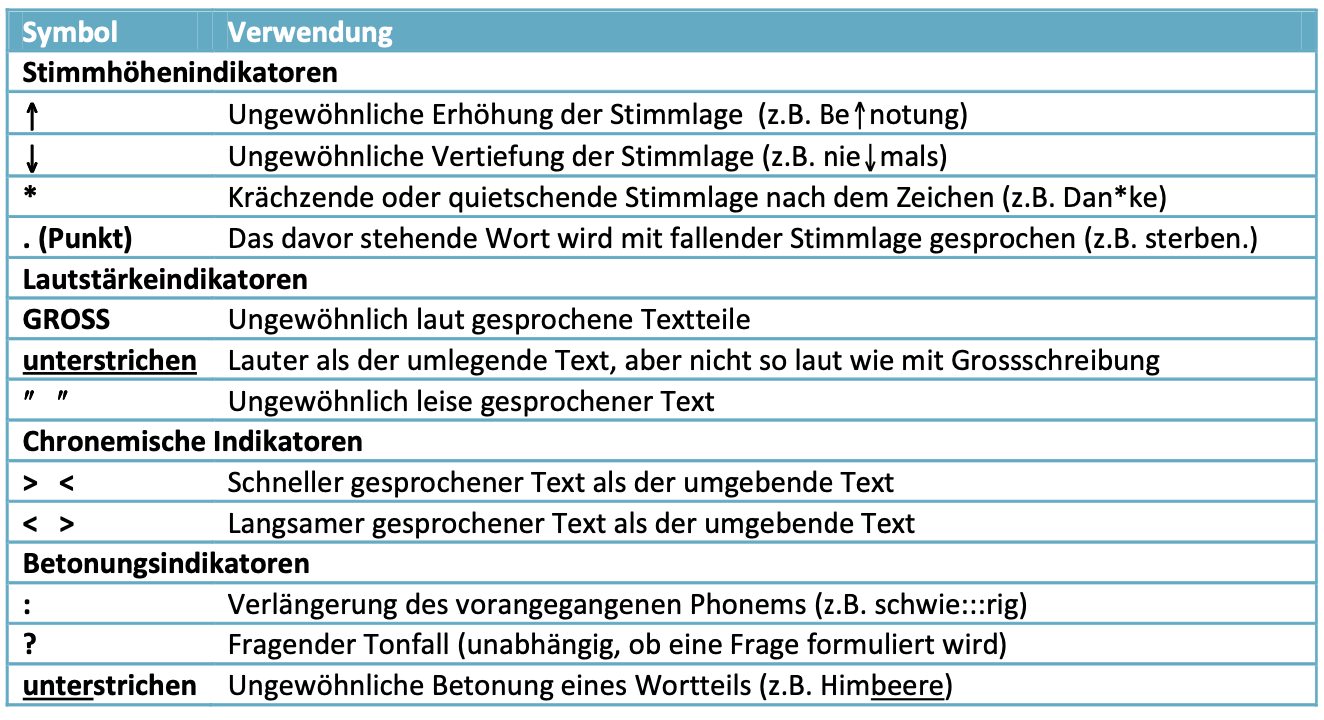 Symbol Verwendung
Stimmhöhenindikatoren
↑ Ungewöhnliche Erhöhung der Stimmlage (z.B. Be↑notung)
↓ Ungewöhnliche Vertiefung der Stimmlage (z.B. nie↓mals)
* Krächzende oder quietschende Stimmlage nach dem Zeichen (z.B. Dan*ke)
. (Punkt) Das davor stehende Wort wird mit fallender Stimmlage gesprochen (z.B. sterben.)
Lautstärkeindikatoren
GROSS Ungewöhnlich laut gesprochene Textteile
unterstrichen Lauter als der umlegende Text, aber nicht so laut wie mit Grossschreibung
" " Ungewöhnlich leise gesprochener Text
Chronemische Indikatoren
> < Schneller gesprochener Text als der umgebende Text
< > Langsamer gesprochener Text als der umgebende Text
Betonungsindikatoren
: Verlängerung des vorangegangenen Phonems (z.B. schwie:::rig)
? Fragender Tonfall (unabhängig, ob eine Frage formuliert wird)
unterstrichen Ungewöhnliche Betonung eines Wortteils (z.B. Himbeere)